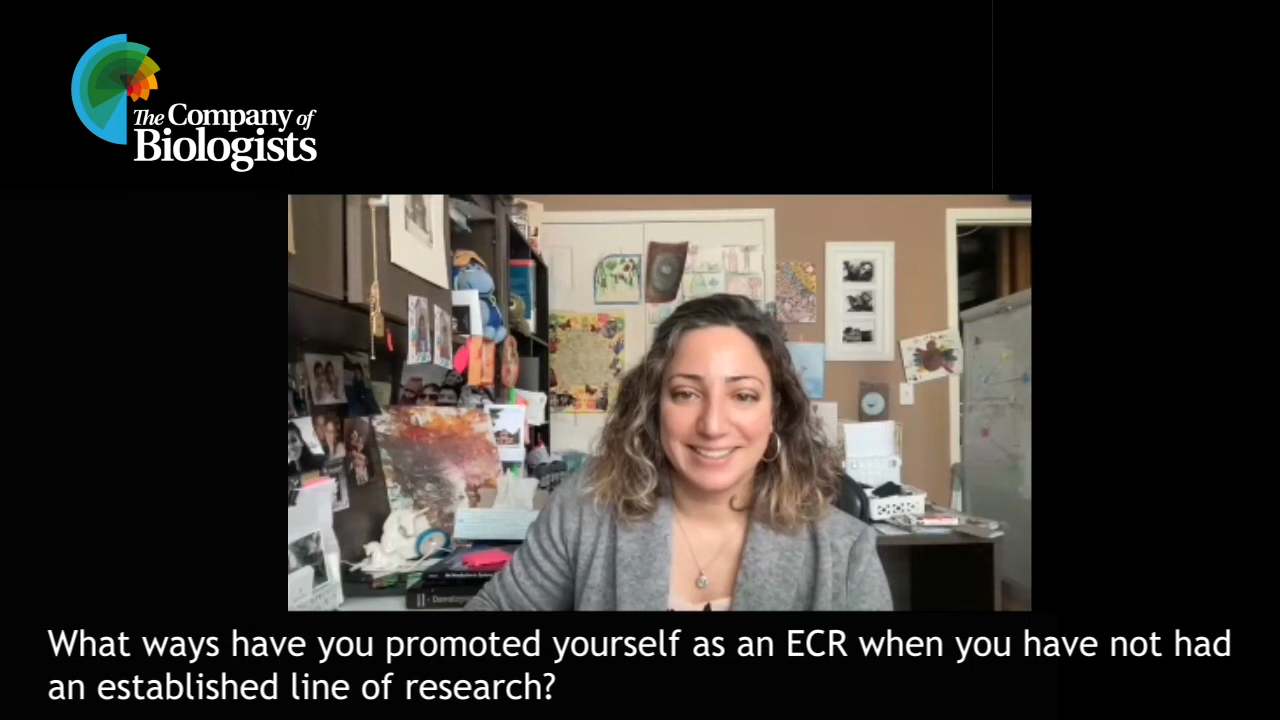 The Company of
Biologists
What ways have you promoted yourself as an ECR when you have not had
an established line of research?